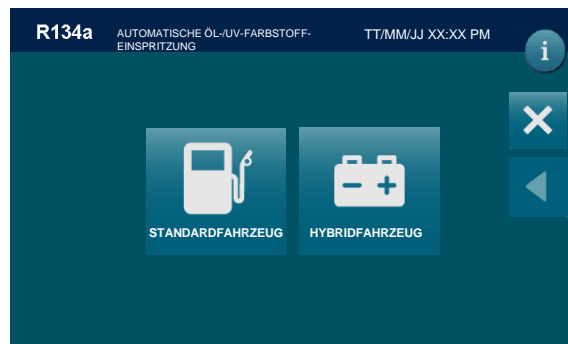 R134a
AUTOMATISCHE ÖL-/UV-FARBSTOFF-
EINSPRITZUNG
TT/MM/JJ XX:XX PM
i
STANDARDFAHRZEUG
HYBRIDFAHRZEUG